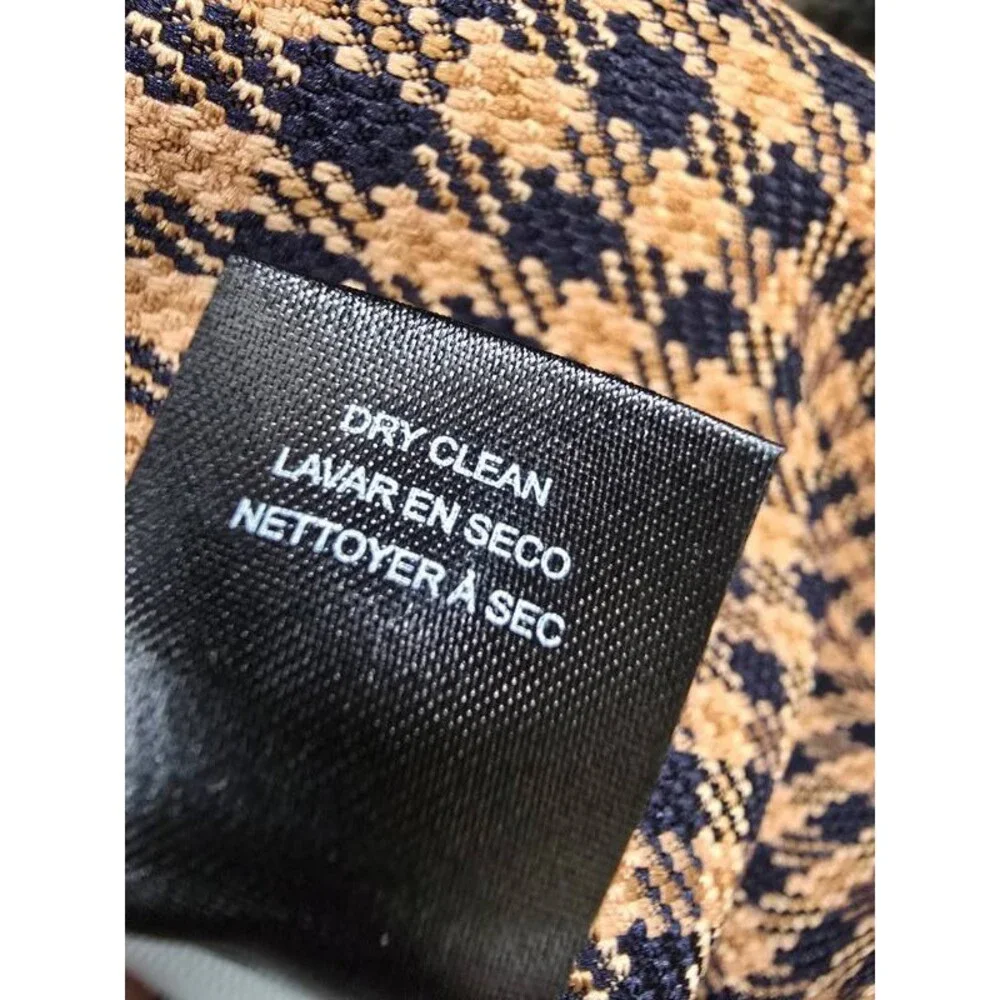 DRY CLEAN
LAVAR EN SECO
NETTOYER À SEC